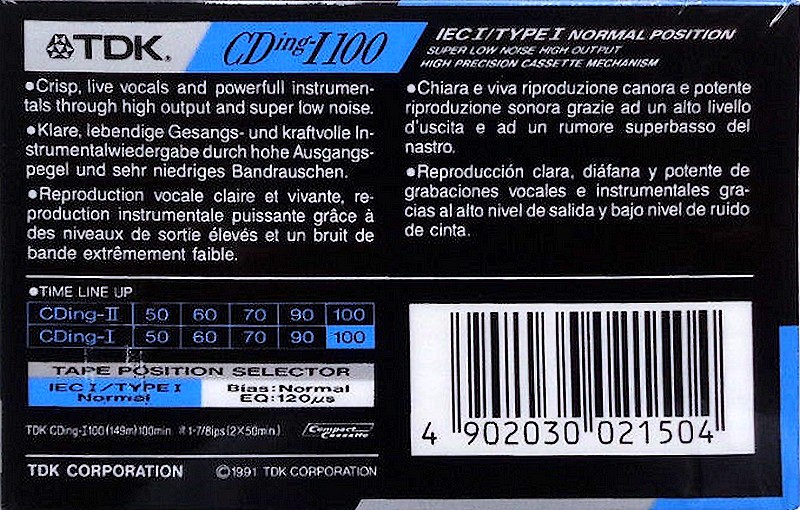 TDK. CDing-I100
IEC I/TYPE I NORMAL POSITION
SUPER LOW NOISE HIGH OUTPUT
HIGH PRECISION CASSETTE MECHANISM
●Crisp, live vocals and powerfull instrumen-
tals through high output and super low noise.
●Klare, lebendige Gesangs- und kraftvolle In-
strumentalwiedergabe durch hohe Ausgangs-
pegel und sehr niedriges Bandrauschen.
●Reproduction vocale claire et vivante, re-
production instrumentale puissante grâce à
des niveaux de sortie élevés et un bruit de
bande extrêmement faible.
●Chiara e viva riproduzione canora e potente
riproduzione sonora grazie ad un alto livello
d'uscita e ad un rumore superbasso del
nastro.
●Reproducción clara, diáfana y potente de
grabaciones vocales e instrumentales gra-
cias al alto nivel de salida y bajo nivel de ruido
de cinta.
●TIME LINE UP
CDing-II 50 60 70 90 100
CDing-I 50 60 70 90 100
TAPE POSITION SELECTOR
IEC I/TYPE I
Normal
Bias:Normal
EQ:120μs
TDK CDing-I100(149m)100min 1-7/8ips(2×50min.)
Compact Cassette
TDK CORPORATION ©1991 TDK CORPORATION
4 902030 021504